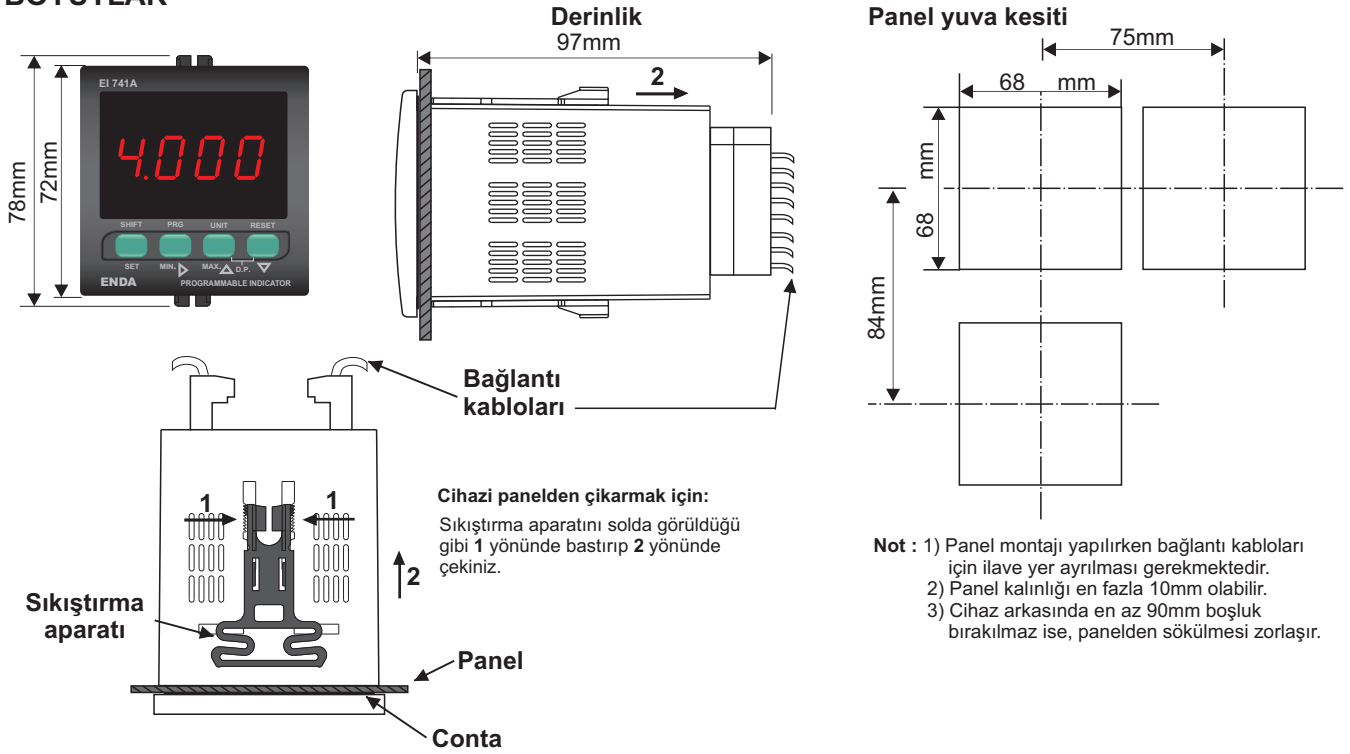 Derinlik
97mm
Panel yuva kesiti
75mm
68 mm
68 mm
84mm
78mm
72mm
EI 741A
4.000
SHIFT PRG UNIT RESET
SET MIN. MAX. D.P.
ENDA PROGRAMMABLE INDICATOR
2
Bağlantı
kabloları
1 1
2
Cihazi panelden çikarmak için:
Sıkıştırma aparatını solda görüldüğü
gibi 1 yönünde bastırıp 2 yönünde
çekiniz.
Sıkıştırma
aparatı
Panel
Conta
Not : 1) Panel montajı yapılırken bağlantı kabloları
için ilave yer ayrılması gerekmektedir.
2) Panel kalınlığı en fazla 10mm olabilir.
3) Cihaz arkasında en az 90mm boşluk
bırakılmaz ise, panelden sökülmesi zorlaşır.